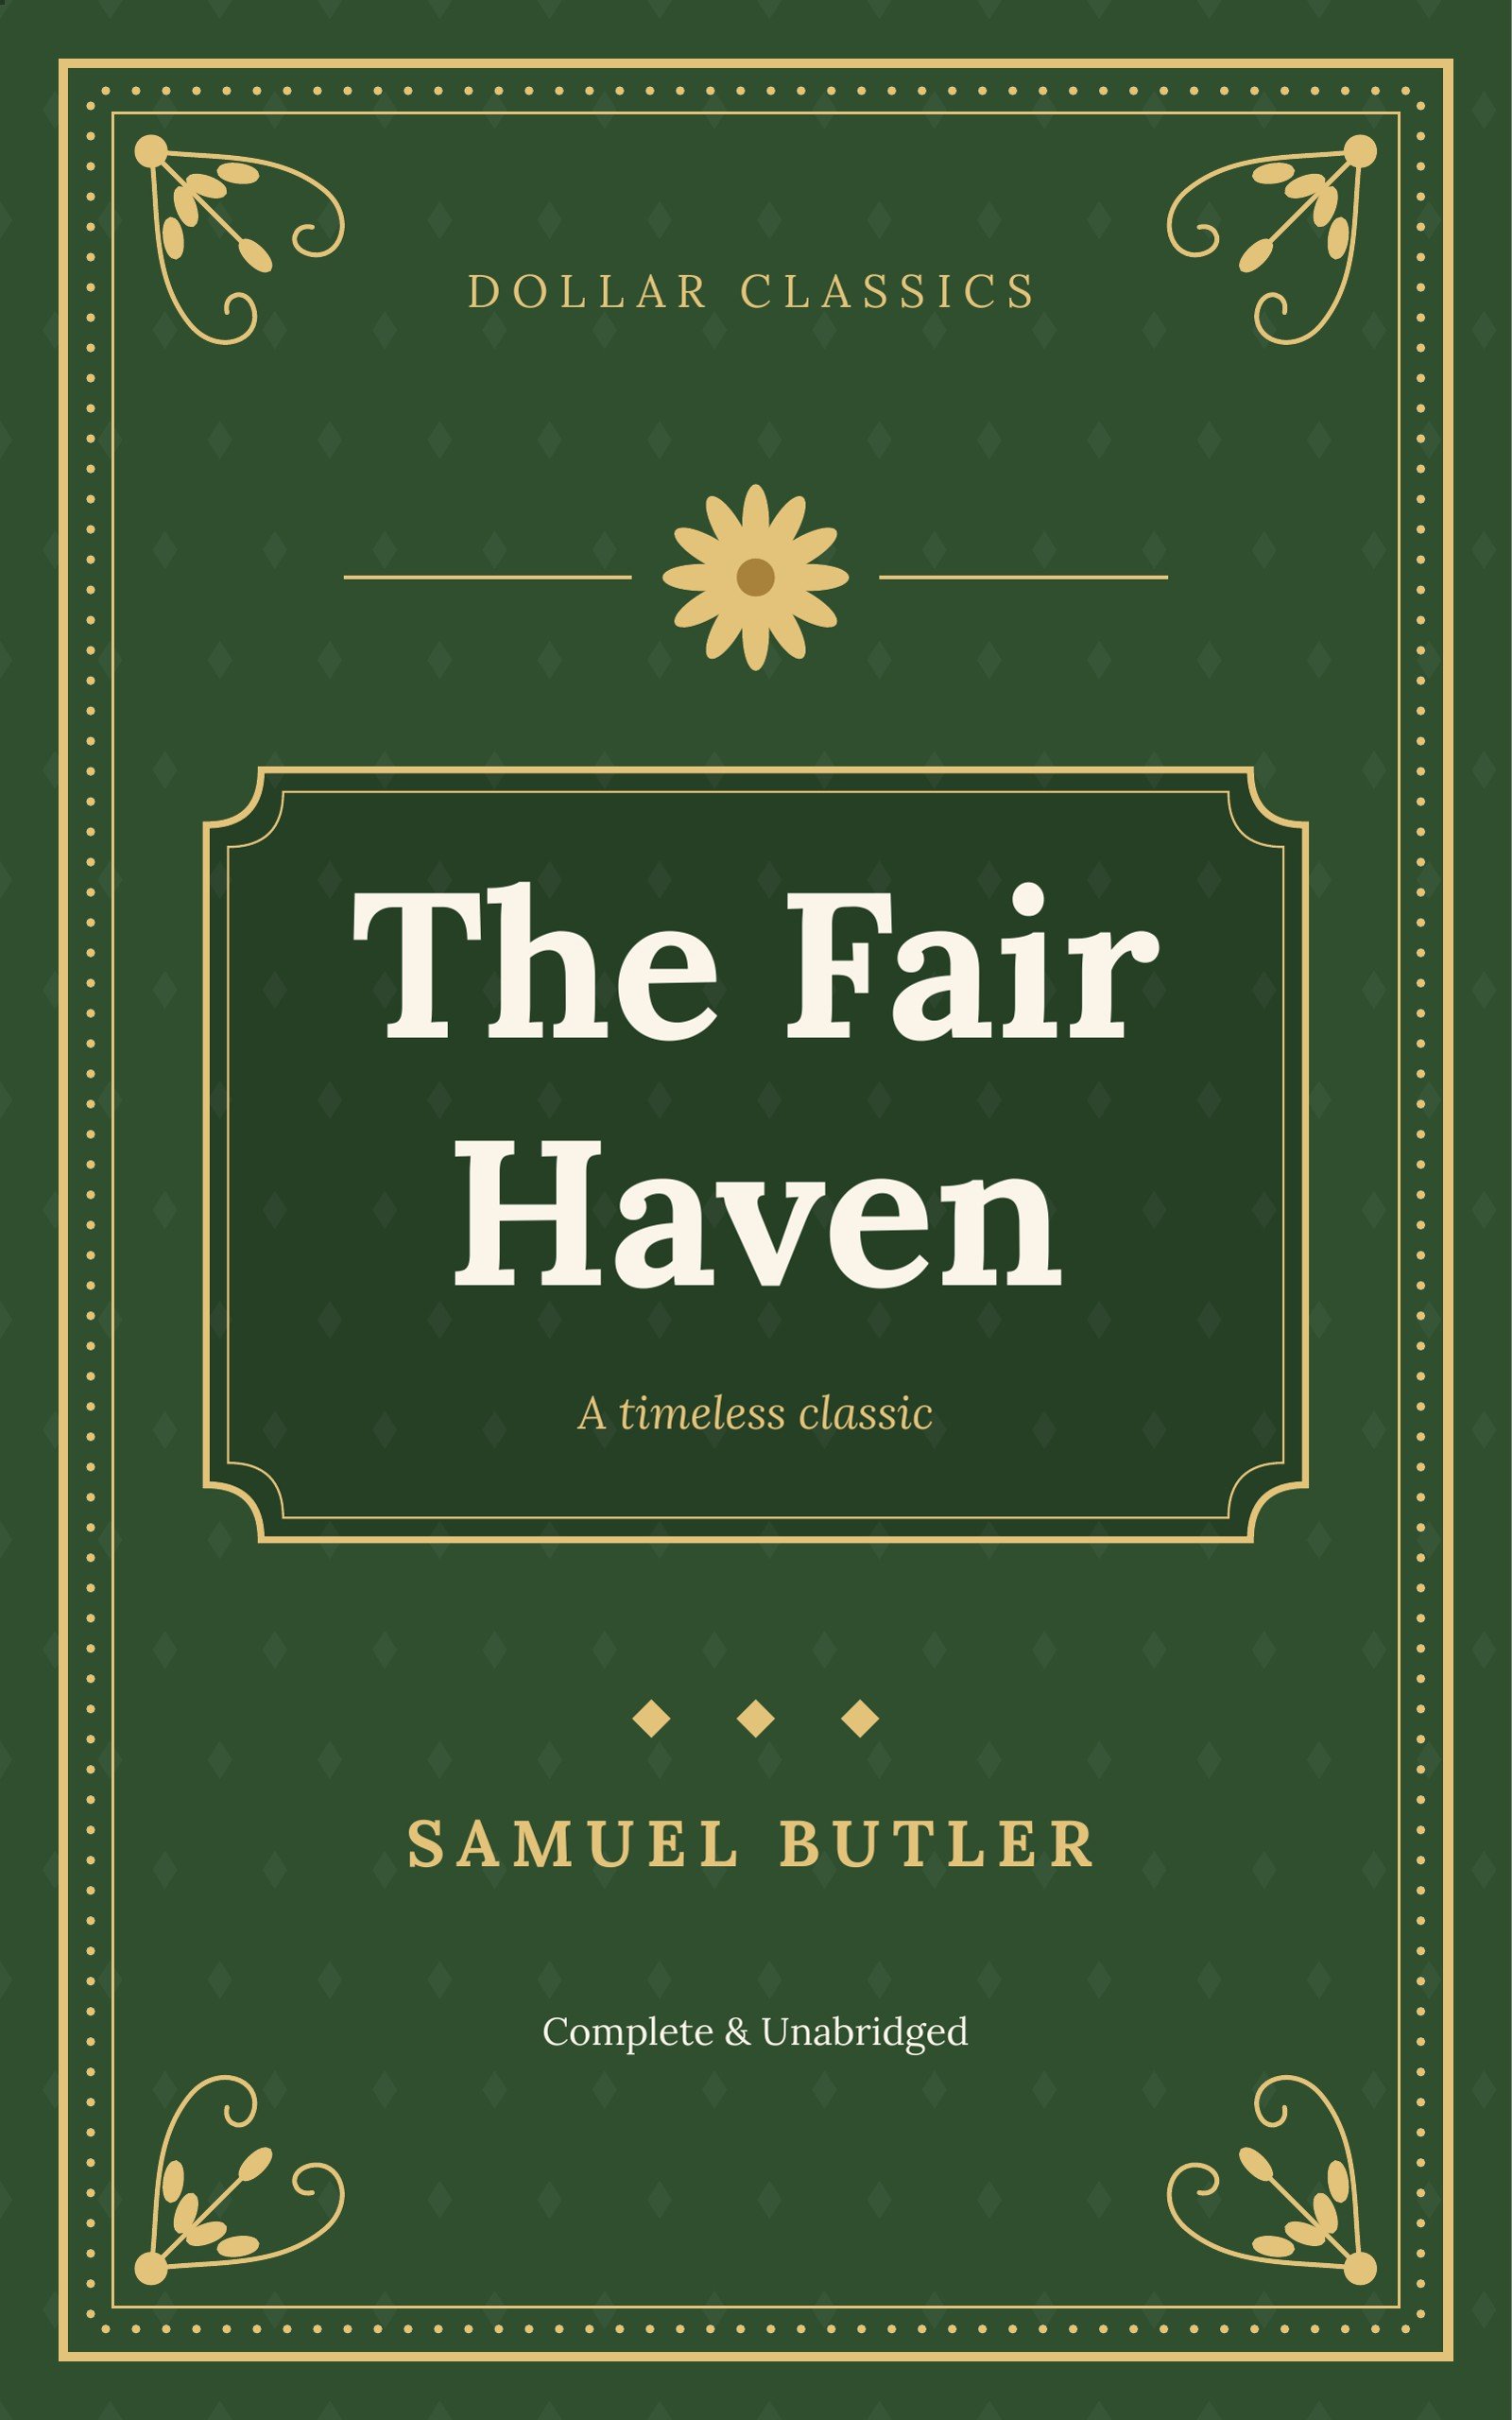 DOLLAR CLASSICS
The Fair
Haven
A timeless classic
SAMUEL BUTLER
Complete & Unabridged